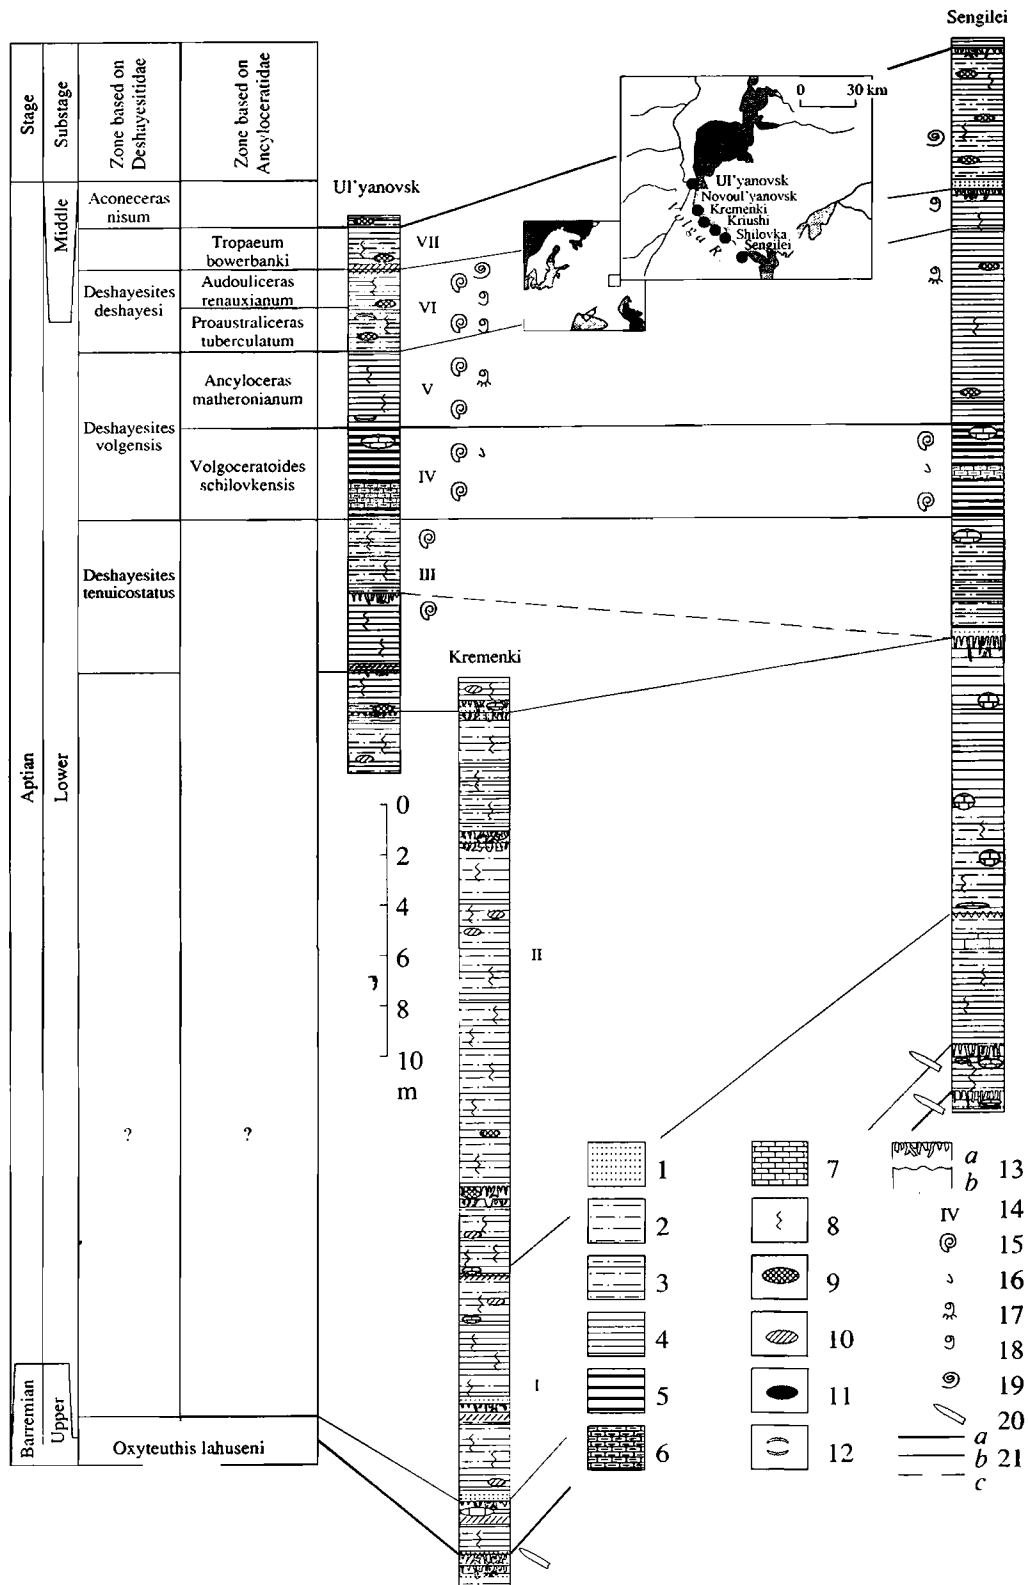 Sengilei
Stage
Substage
Zone based on
Deshayesitidae
Zone based on
Ancyloceratidae
0 30 km
Ul'yanovsk
Novoul'yanovsk
Kremenki
Kriushi
Shilovka
Sengilei
Volga R.
Ul'yanovsk
Middle
Aconeceras
nisum
Tropaeum
bowerbanki
VII
Deshayesites
deshayesi
Audouliceras
renauxianum
VI
Proaustraliceras
tuberculatum
Ancyloceras
matheronianum
V
Deshayesites
volgensis
Volgoceratoides
schilovkensis
IV
Deshayesites
tenuicostatus
III
Kremenki
Aptian
Lower
0
2
4
6
8
10
m
II
?
?
I
Barremian
Upper
Oxyteuthis lahuseni
1
2
3
4
5
6
7
8
9
10
11
12
a
b
13
IV
14
15
16
17
18
19
20
a
b
21
c